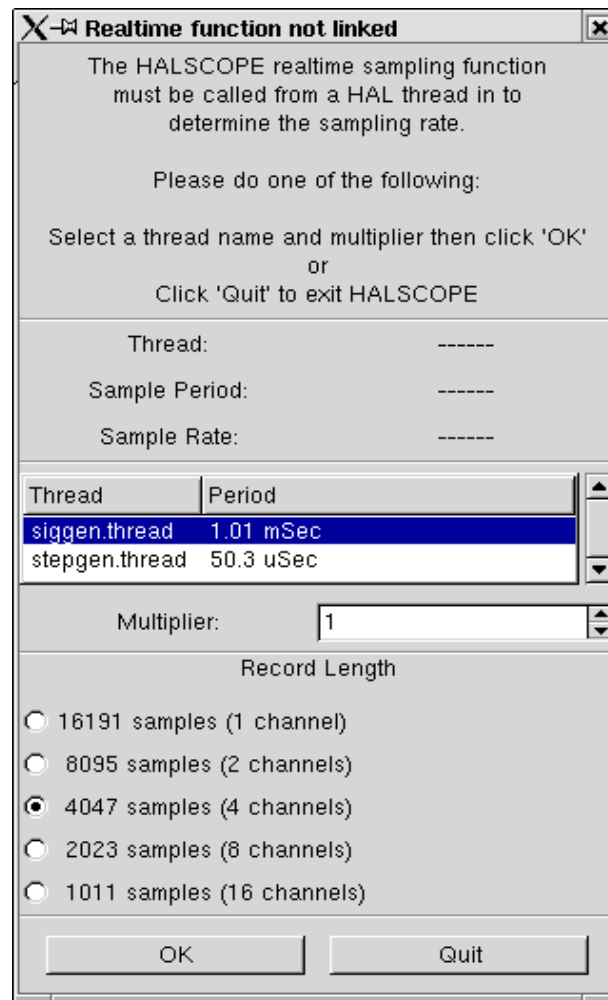 Realtime function not linked
The HALSCOPE realtime sampling function
must be called from a HAL thread in to
determine the sampling rate.
Please do one of the following:
Select a thread name and multiplier then click 'OK'
or
Click 'Quit' to exit HALSCOPE
Thread: ------
Sample Period: ------
Sample Rate: ------
Thread Period
siggen.thread 1.01 mSec
stepgen.thread 50.3 uSec
Multiplier: 1
Record Length
16191 samples (1 channel)
8095 samples (2 channels)
4047 samples (4 channels)
2023 samples (8 channels)
1011 samples (16 channels)
OK Quit